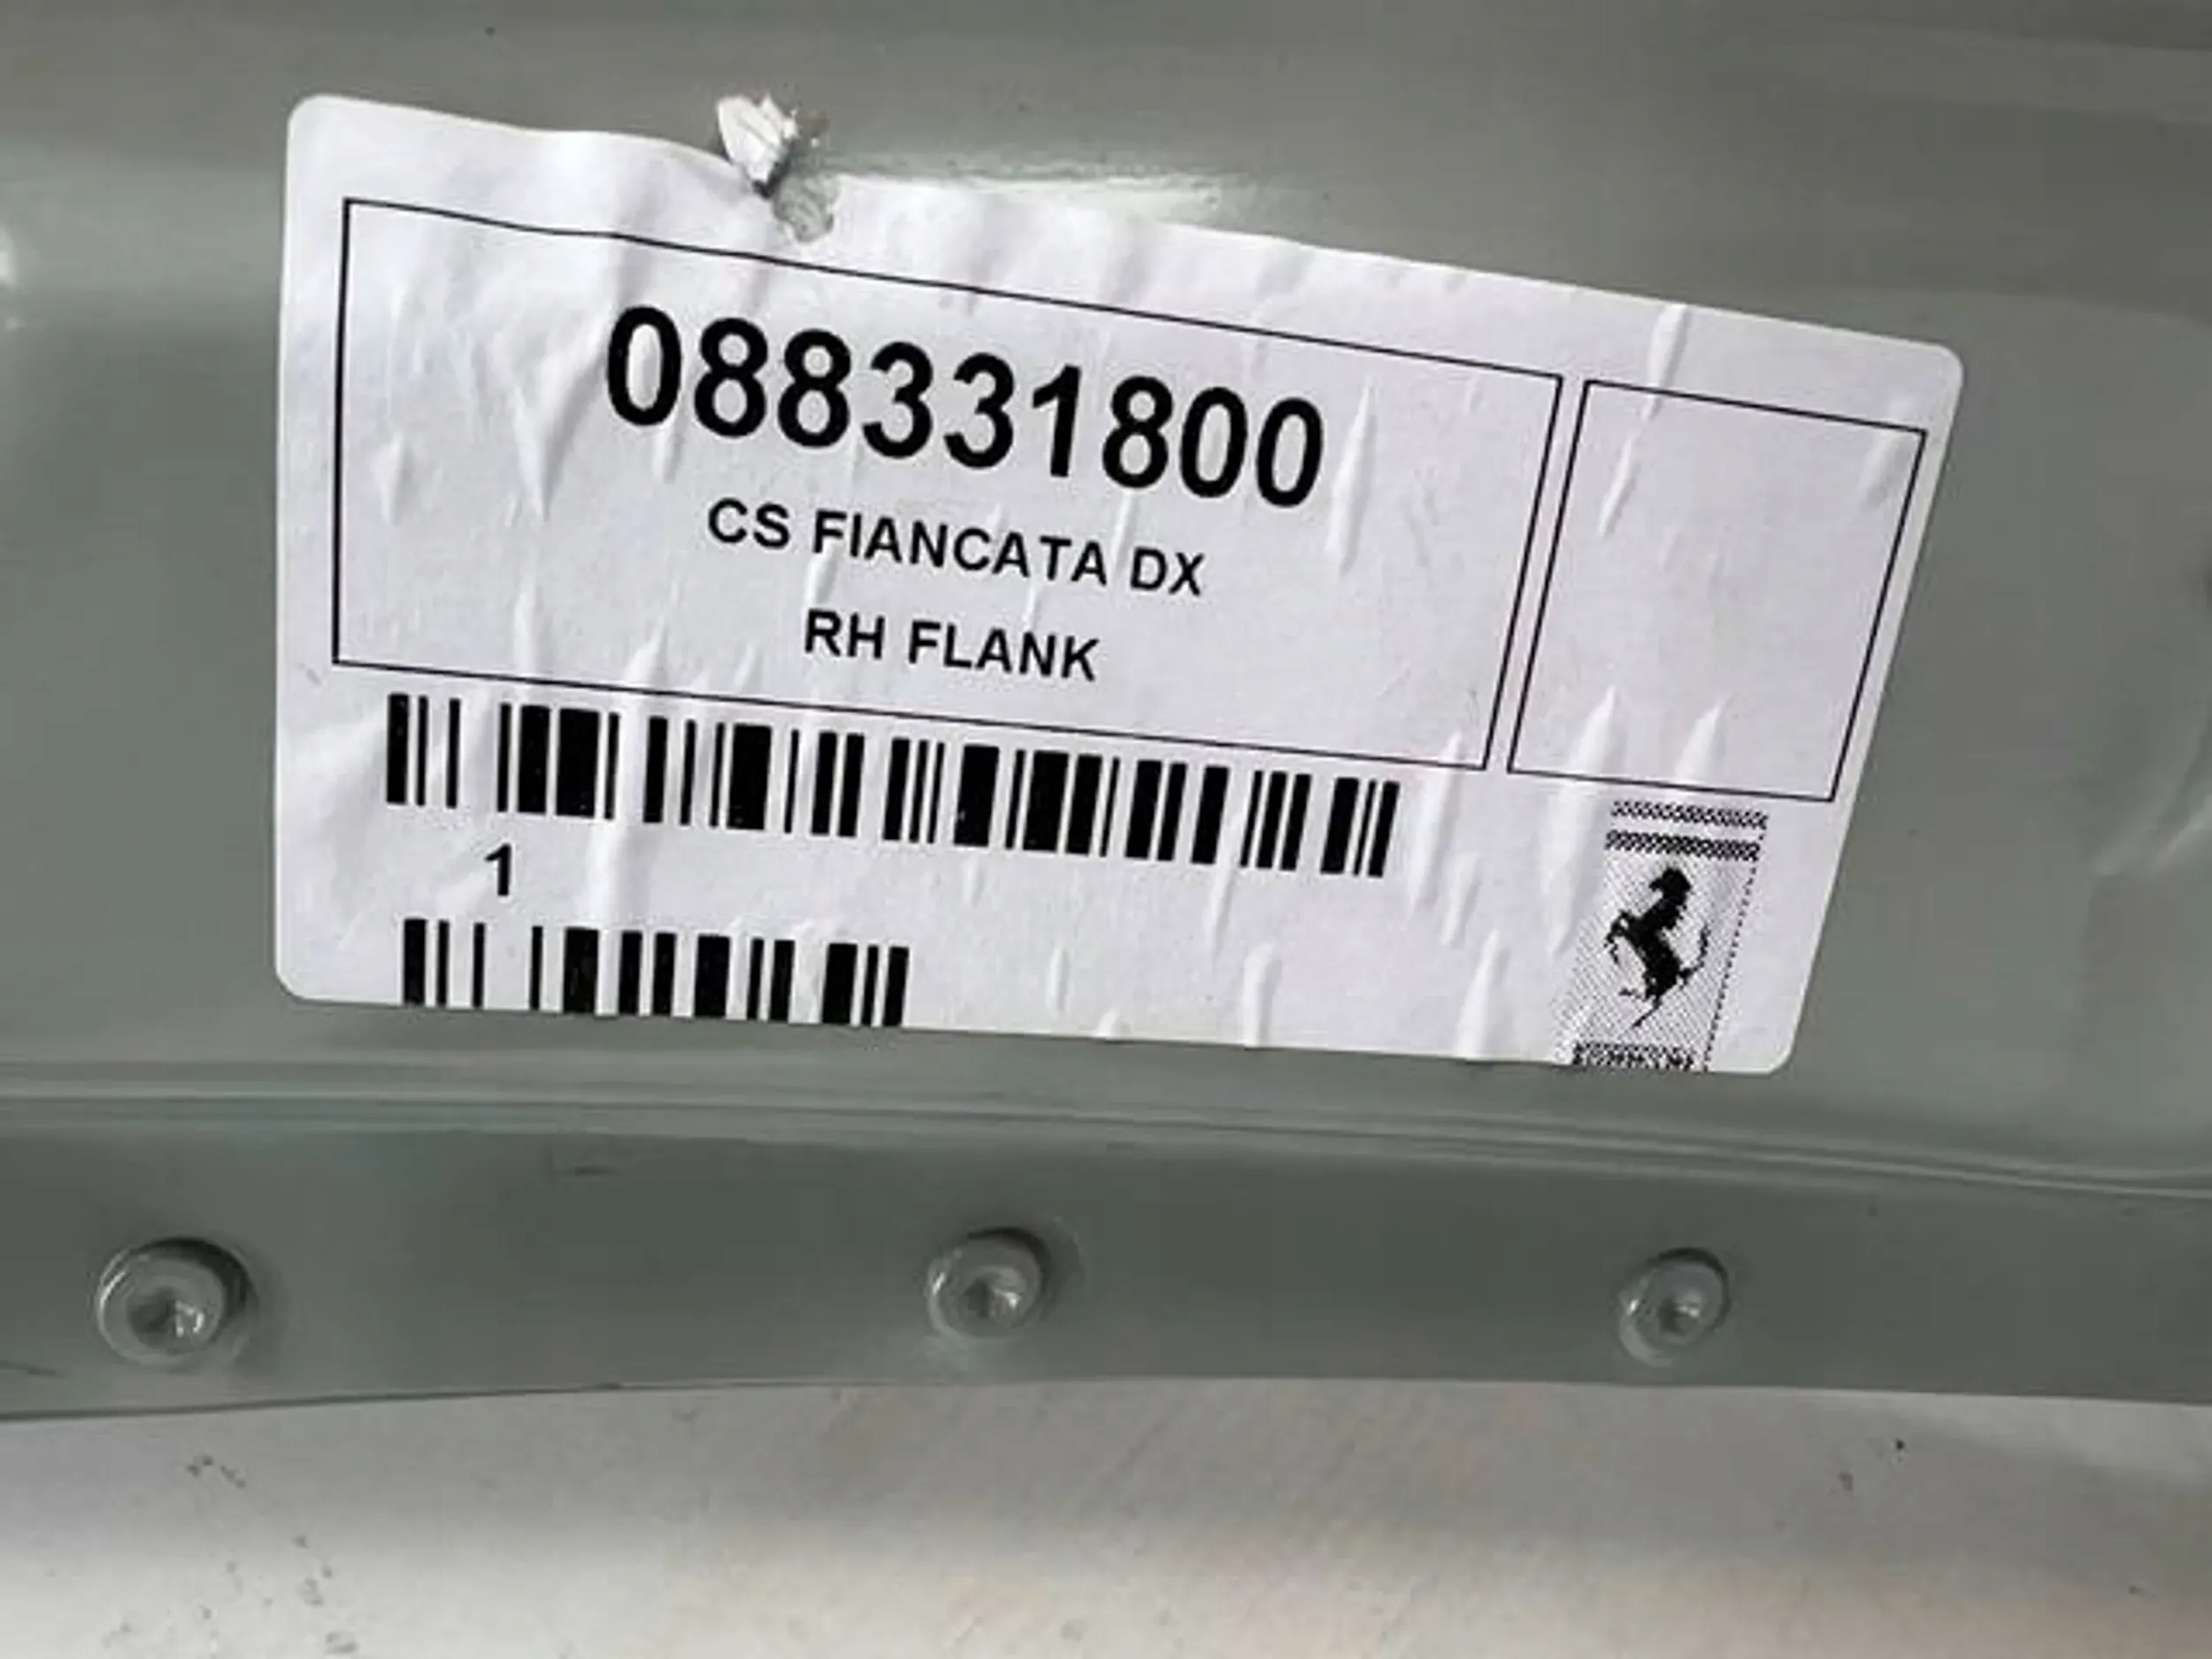 088331800
CS FIANCATA DX
RH FLANK
1